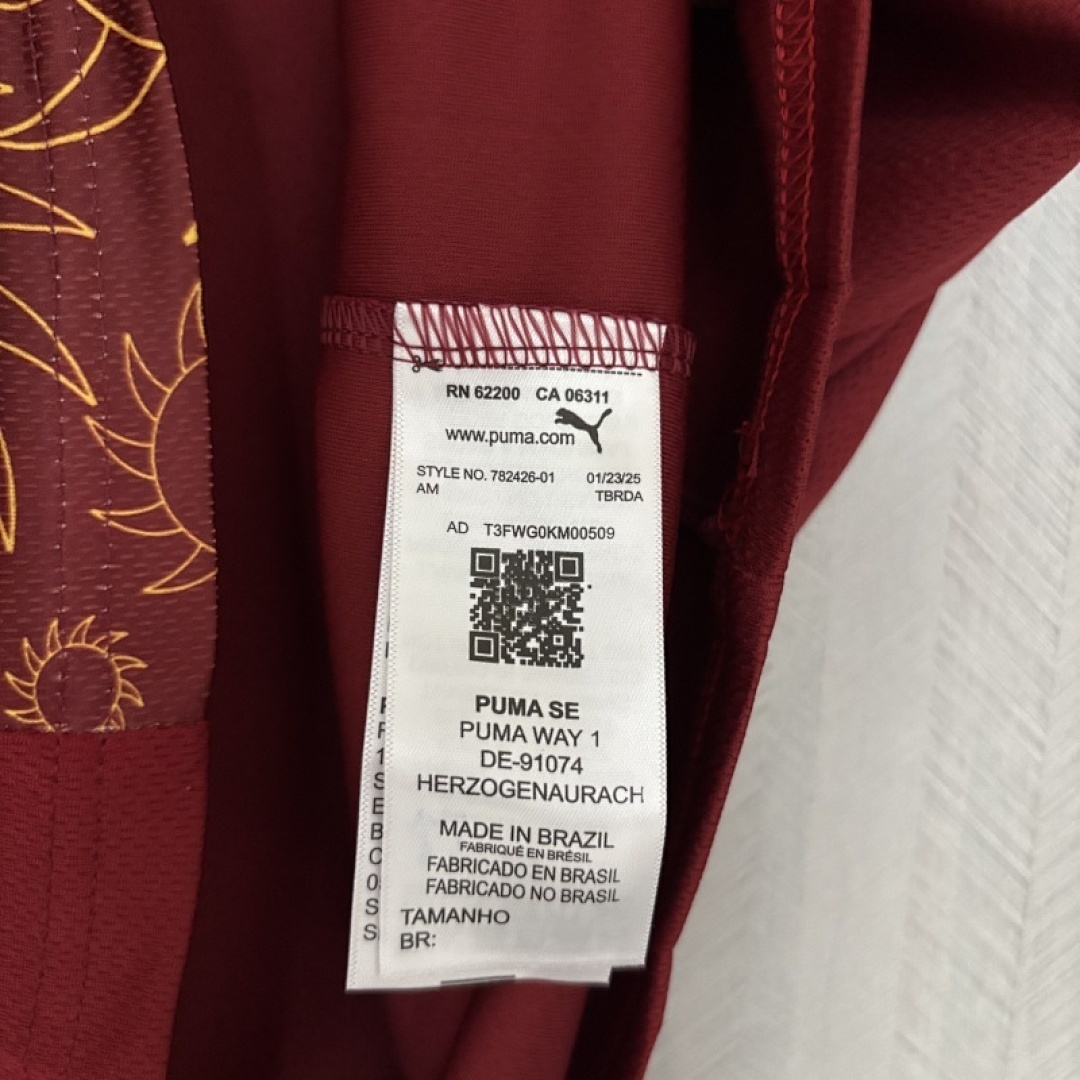 RN 62200 CA 06311
www.puma.com
STYLE NO. 782426-01 01/23/25
AM TBRDA
AD T3FWG0KM00509
PUMA SE
PUMA WAY 1
DE-91074
HERZOGENAURACH
MADE IN BRAZIL
FABRIQUÉ EN BRÉSIL
FABRICADO EN BRASIL
FABRICADO NO BRASIL
TAMANHO
BR: